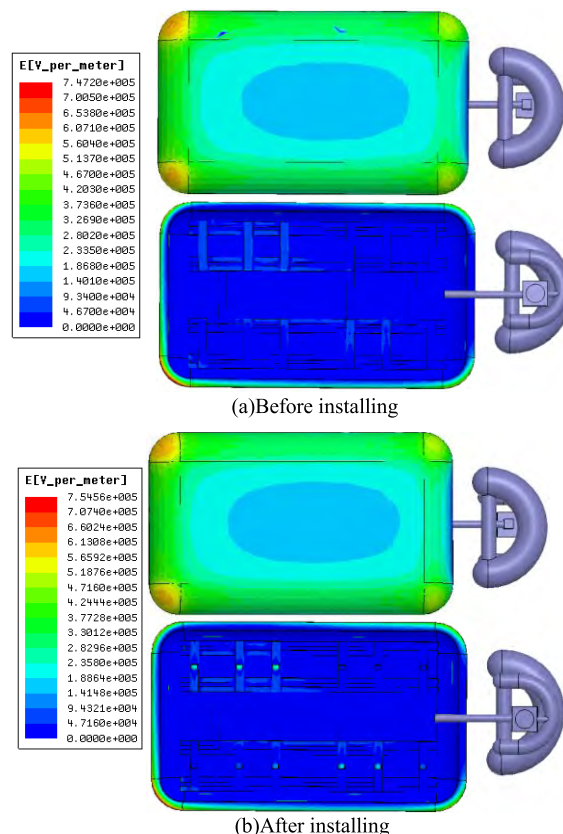 E[V_per_meter]
7.4720e+005
7.0050e+005
6.5380e+005
6.0710e+005
5.6040e+005
5.1370e+005
4.6700e+005
4.2030e+005
3.7360e+005
3.2690e+005
2.8020e+005
2.3350e+005
1.8680e+005
1.4010e+005
9.3400e+004
4.6700e+004
0.0000e+000
(a)Before installing
E[V_per_meter]
7.5456e+005
7.0740e+005
6.6024e+005
6.1308e+005
5.6592e+005
5.1876e+005
4.7160e+005
4.2444e+005
3.7728e+005
3.3012e+005
2.8296e+005
2.3580e+005
1.8864e+005
1.4148e+005
9.4321e+004
4.7160e+004
0.0000e+000
(b)After installing